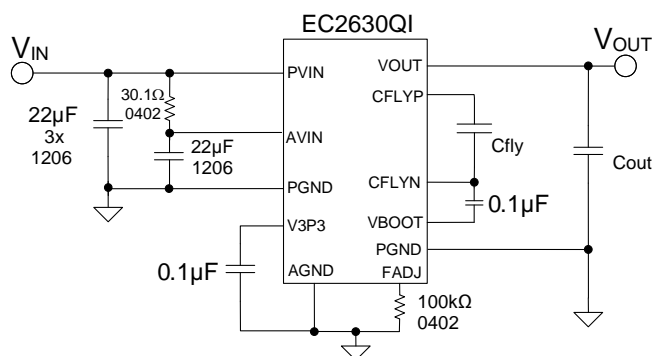 EC2630QI
VIN
VOUT
PVIN
VOUT
30.1Ω
0402
CFLYP
22µF
3x
1206
AVIN
22µF
1206
Cfly
Cout
PGND
CFLYN
0.1µF
V3P3
VBOOT
PGND
0.1µF
AGND
FADJ
100kΩ
0402